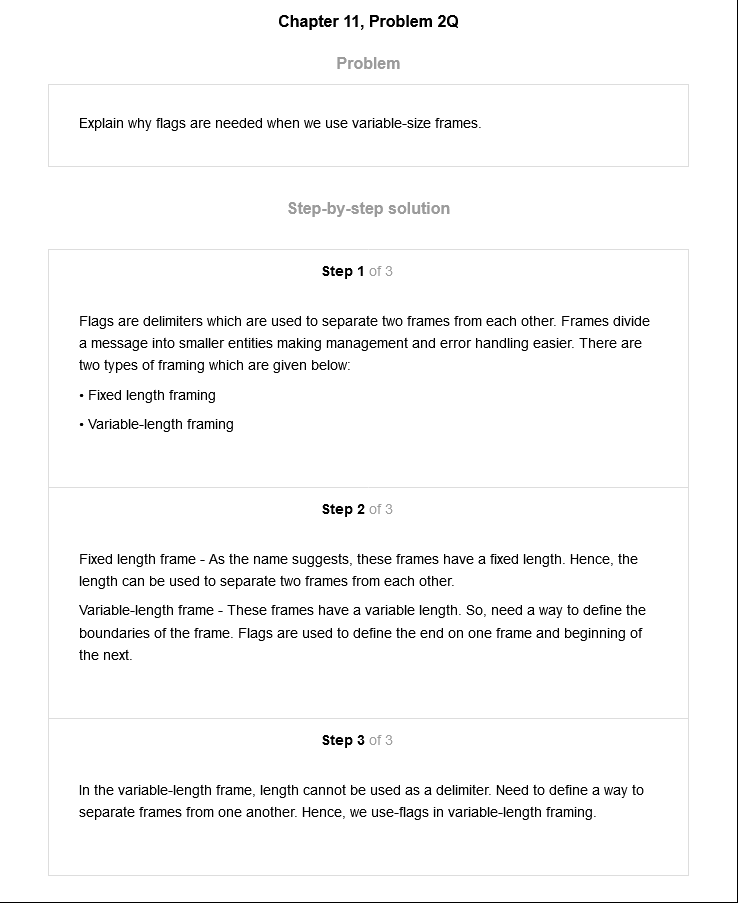 Chapter 11, Problem 2Q
Problem
Explain why flags are needed when we use variable-size frames.
Step-by-step solution
Step 1 of 3
Flags are delimiters which are used to separate two frames from each other. Frames divide
a message into smaller entities making management and error handling easier. There are
two types of framing which are given below:
• Fixed length framing
• Variable-length framing
Step 2 of 3
Fixed length frame - As the name suggests, these frames have a fixed length. Hence, the
length can be used to separate two frames from each other.
Variable-length frame - These frames have a variable length. So, need a way to define the
boundaries of the frame. Flags are used to define the end on one frame and beginning of
the next.
Step 3 of 3
In the variable-length frame, length cannot be used as a delimiter. Need to define a way to
separate frames from one another. Hence, we use-flags in variable-length framing.